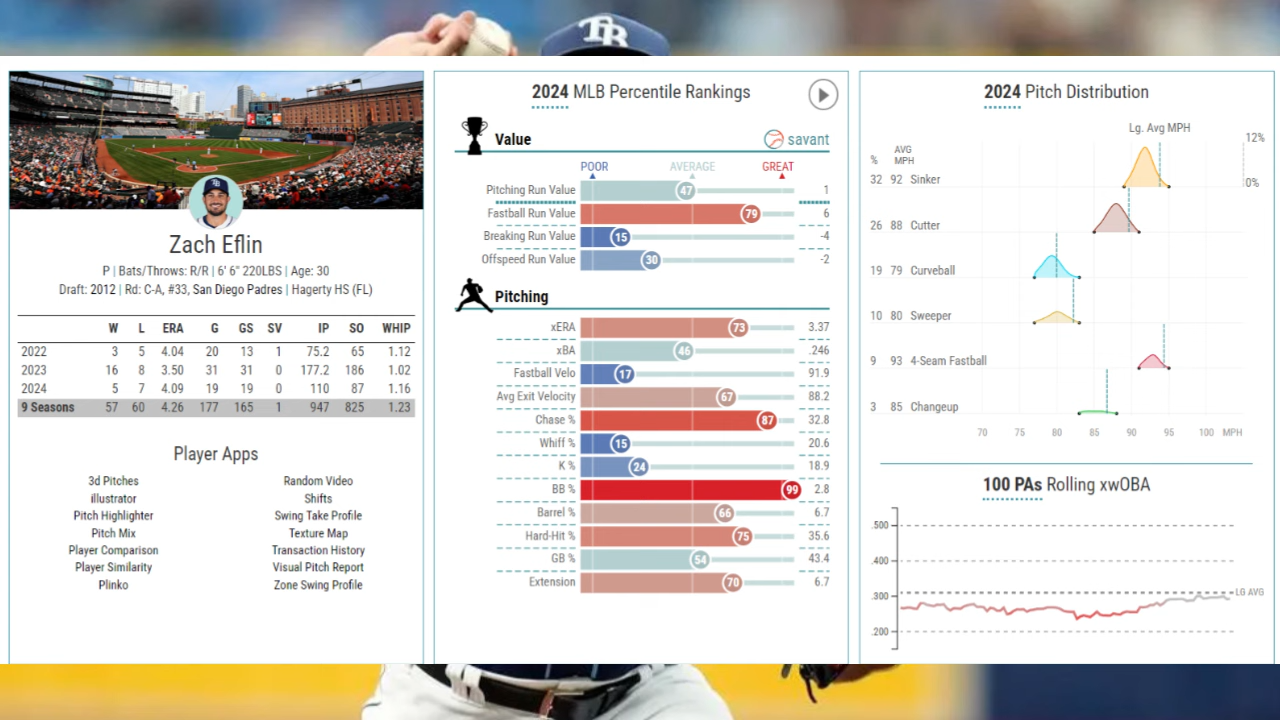 TB
Zach Eflin
P | Bats/Throws: R/R | 6' 6" 220LBS | Age: 30
Draft: 2012 | Rd: C-A, #33, San Diego Padres | Hagerty HS (FL)
W L ERA G GS SV IP SO WHIP
2022 3 5 4.04 20 13 1 75.2 65 1.12
2023 16 8 3.50 31 31 0 177.2 186 1.02
2024 5 7 4.09 19 19 0 110 87 1.16
9 Seasons 57 60 4.26 177 165 1 947 825 1.23
Player Apps
3d Pitches Random Video
illustrator Shifts
Pitch Highlighter Swing Take Profile
Pitch Mix Texture Map
Player Comparison Transaction History
Player Similarity Visual Pitch Report
Plinko Zone Swing Profile
2024 MLB Percentile Rankings
Value savant
POOR AVERAGE GREAT
Pitching Run Value 47 1
Fastball Run Value 79 6
Breaking Run Value 15 -4
Offspeed Run Value 30 -2
Pitching
xERA 73 3.37
xBA 46 .246
Fastball Velo 17 91.9
Avg Exit Velocity 67 88.2
Chase % 87 32.8
Whiff % 15 20.6
K % 24 18.9
BB % 99 2.8
Barrel % 66 6.7
Hard-Hit % 75 35.6
GB % 54 43.4
Extension 70 6.7
2024 Pitch Distribution
Lg. Avg MPH
12%
% AVG MPH
0%
32 92 Sinker
26 88 Cutter
19 79 Curveball
10 80 Sweeper
9 93 4-Seam Fastball
3 85 Changeup
70 75 80 85 90 95 100 MPH
100 PAs Rolling xwOBA
.500
.400
.300 LG AVG
.200